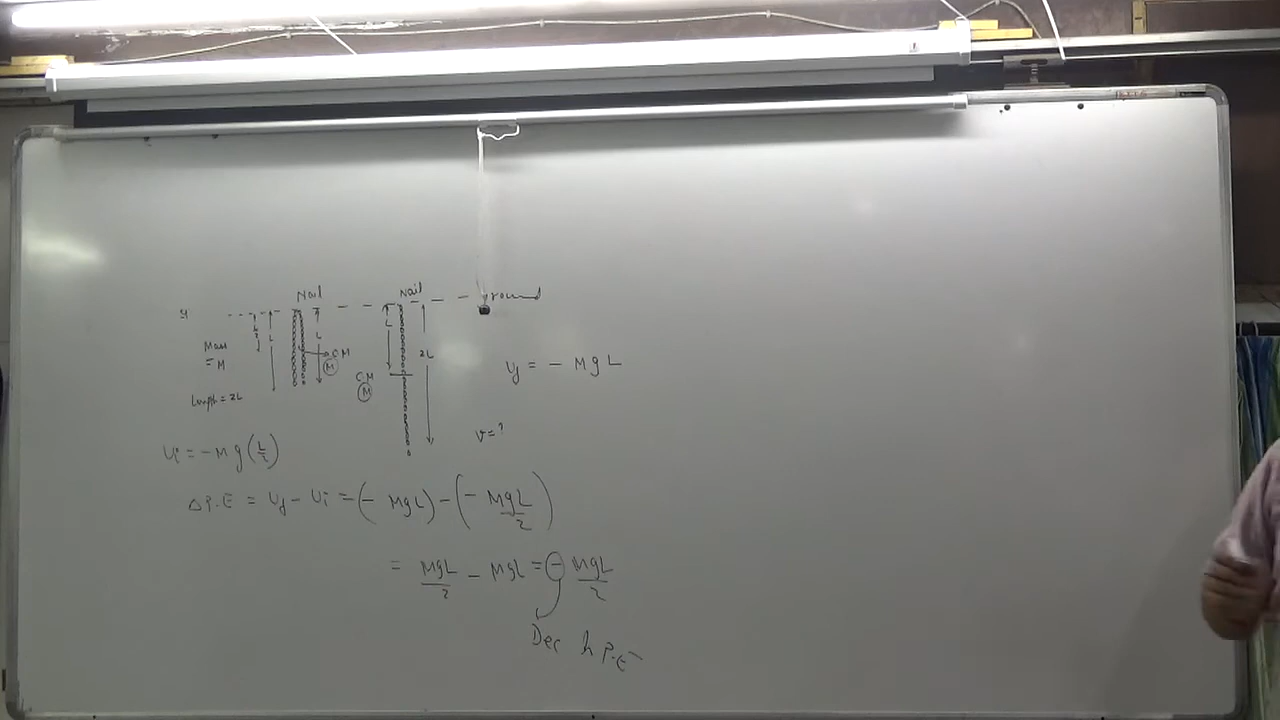 Nail Nail ground
L L L L 2L
Mass = M
CM M
CM M
Length = 2L
Uf = - MgL
v = ?
Ui = - Mg(L/2)
ΔP.E = Uf - Ui = (- MgL) - (- MgL/2)
= MgL/2 - MgL = - MgL/2
Dec in P.E